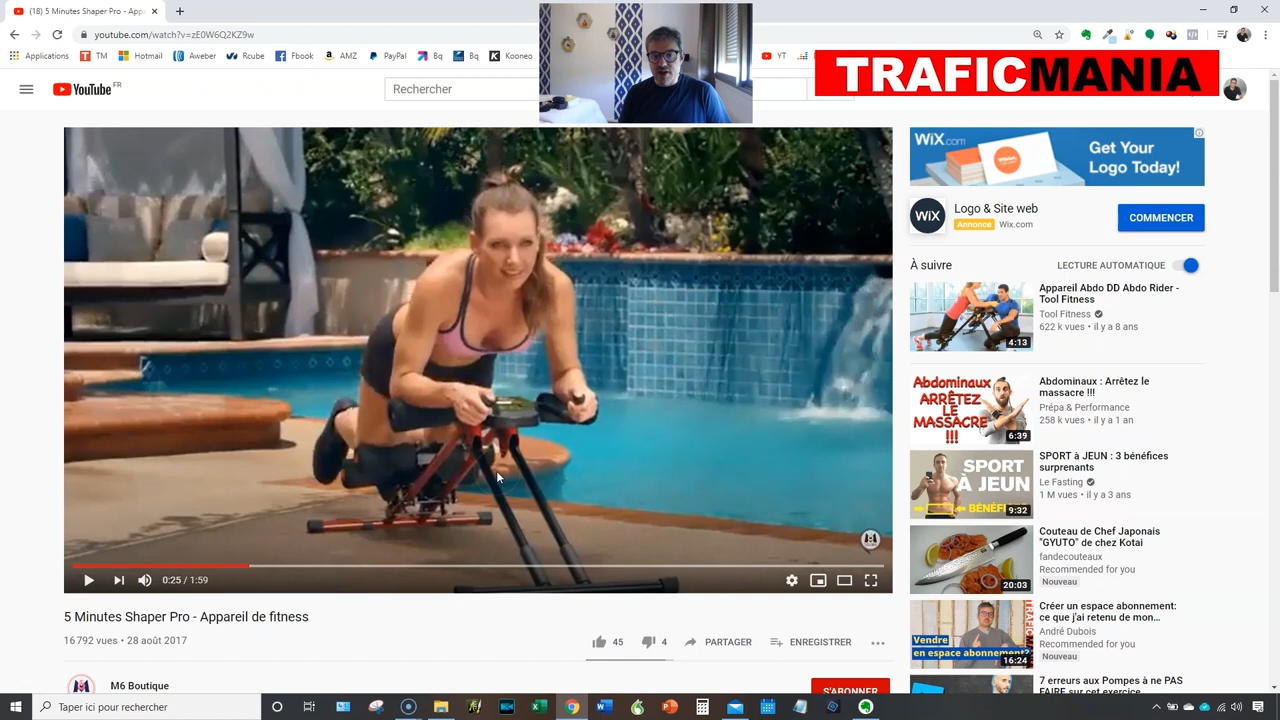 (18) 5 Minutes Shaper Pro - App
youtube.com/watch?v=zE0W6Q2KZ9w
Applications TM Hotmail Aweber Rcube Fbook AMZ PayPal Bq Bq Kooneo YT
TRAFICMANIA
YouTube FR
Rechercher
WiX.com
Get Your
Logo Today!
WiX
Logo & Site web
Annonce Wix.com
COMMENCER
À suivre
LECTURE AUTOMATIQUE
Appareil Abdo DD Abdo Rider -
Tool Fitness
Tool Fitness
622 k vues • il y a 8 ans
4:13
Abdominaux
ARRÊTEZ
LE
MASSACRE
!!!
6:39
Abdominaux : Arrêtez le
massacre !!!
Prépa & Performance
258 k vues • il y a 1 an
SPORT
À JEUN
9:32
SPORT à JEUN : 3 bénéfices
surprenants
Le Fasting
1 M vues • il y a 3 ans
20:03
Couteau de Chef Japonais
"GYUTO" de chez Kotai
fandecouteaux
Recommended for you
Nouveau
Vendre
en espace abonnement?
16:24
Créer un espace abonnement:
ce que j'ai retenu de mon...
André Dubois
Recommended for you
Nouveau
7 erreurs aux Pompes à ne PAS
FAIRE sur cet exercice
0:25 / 1:59
5 Minutes Shaper Pro - Appareil de fitness
16 792 vues • 28 août 2017
45 4 PARTAGER ENREGISTRER
M6 Boutique
S'ABONNER
Taper ici pour rechercher